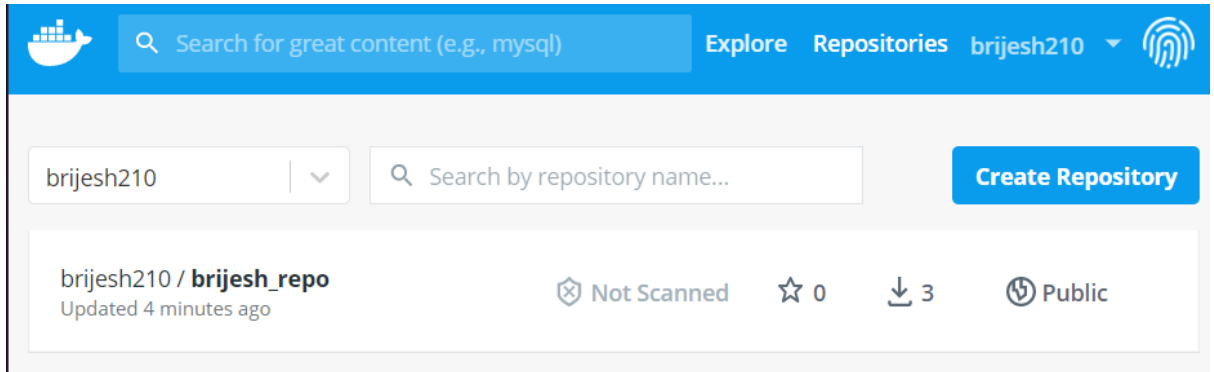 Search for great content (e.g., mysql) Explore Repositories brijesh210
brijesh210 Search by repository name... Create Repository
brijesh210 / brijesh_repo Not Scanned 0 3 Public
Updated 4 minutes ago